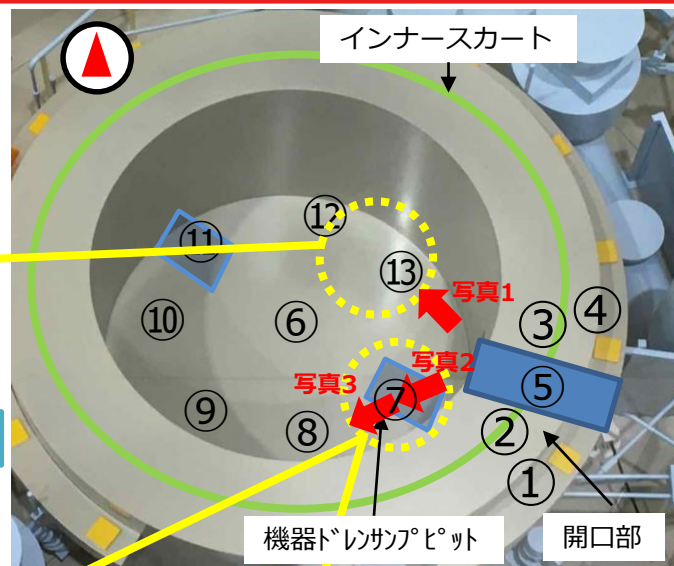 インナースカート
⑫
⑪
⑬
写真1
④
③
⑩
⑥
写真2
写真3
⑤
⑦
⑨
⑧
②
①
機器ﾄﾞﾚﾝｻﾝﾌﾟﾋﾟｯﾄ
開口部